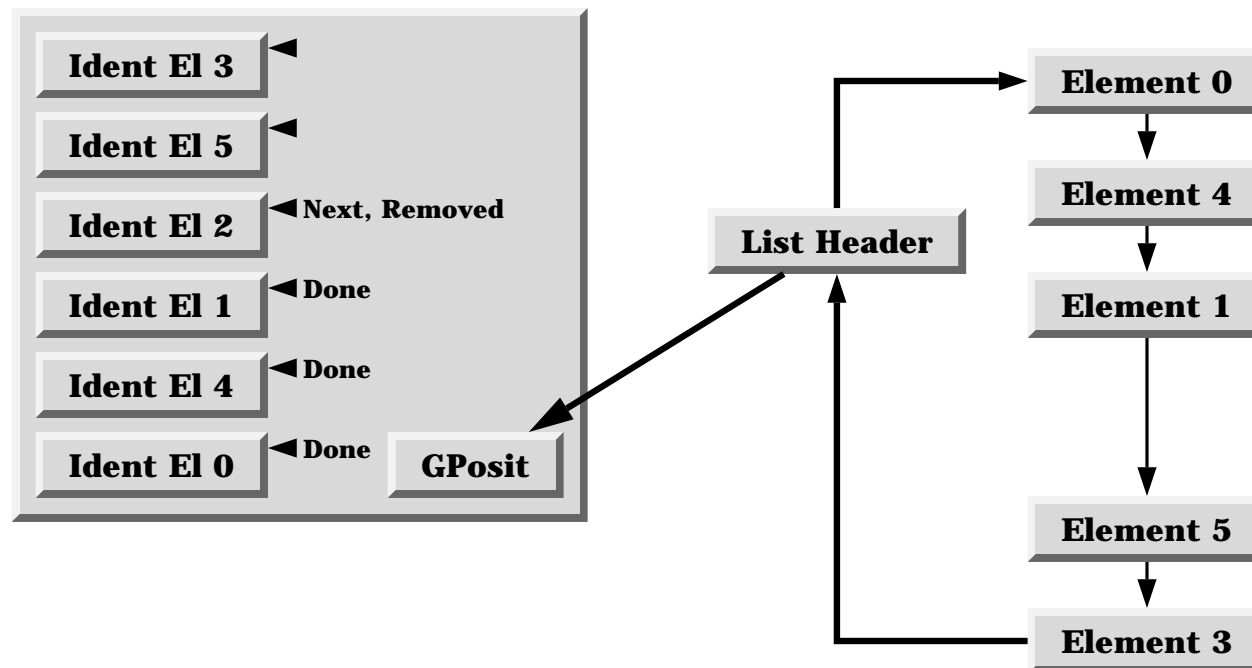 Ident El 3
Ident El 5
Ident El 2
Next, Removed
Ident El 1
Done
Ident El 4
Done
Ident El 0
Done
GPosit
List Header
Element 0
Element 4
Element 1
Element 5
Element 3